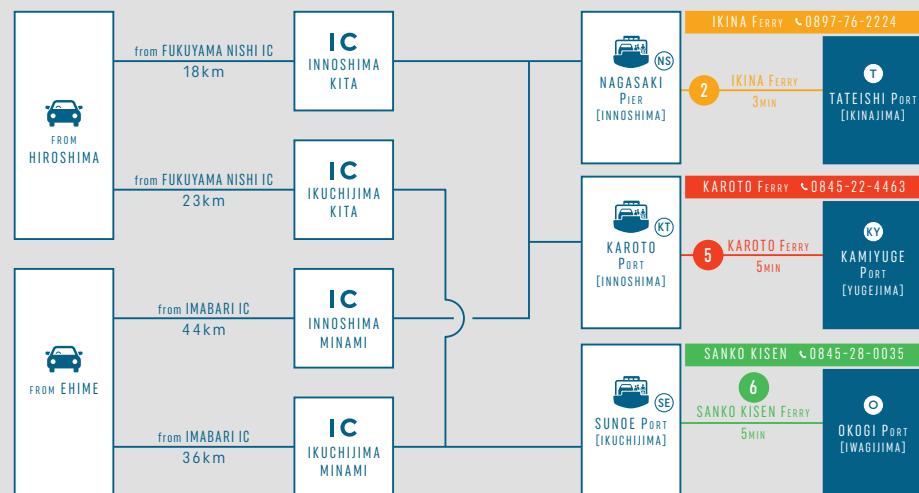 FROM
HIROSHIMA
from FUKUYAMA NISHI IC
18km
IC
INNOSHIMA
KITA
from FUKUYAMA NISHI IC
23km
IC
IKUCHIJIMA
KITA
FROM EHIME
from IMABARI IC
44km
IC
INNOSHIMA
MINAMI
from IMABARI IC
36km
IC
IKUCHIJIMA
MINAMI
IKINA FERRY 0897-76-2224
NS
NAGASAKI
PIER
[INNOSHIMA]
2
IKINA FERRY
3MIN
T
TATEISHI PORT
[IKINAJIMA]
KAROTO FERRY 0845-22-4463
KT
KAROTO
PORT
[INNOSHIMA]
5
KAROTO FERRY
5MIN
KY
KAMIYUGE
PORT
[YUGEJIMA]
SANKO KISEN 0845-28-0035
SE
SUNOE PORT
[IKUCHIJIMA]
6
SANKO KISEN FERRY
5MIN
O
OKOGI PORT
[IWAGIJIMA]